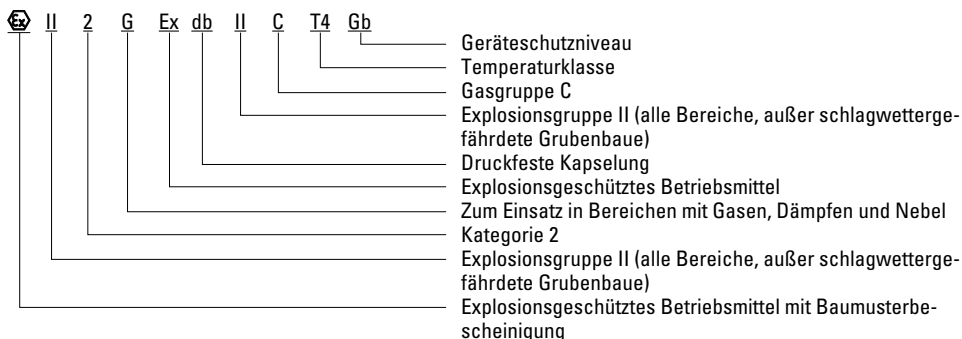 Ex II 2 G Ex db II C T4 Gb
Geräteschutzniveau
Temperaturklasse
Gasgruppe C
Explosionsgruppe II (alle Bereiche, außer schlagwetterge-
fährdete Grubenbaue)
Druckfeste Kapselung
Explosionsgeschütztes Betriebsmittel
Zum Einsatz in Bereichen mit Gasen, Dämpfen und Nebel
Kategorie 2
Explosionsgruppe II (alle Bereiche, außer schlagwetterge-
fährdete Grubenbaue)
Explosionsgeschütztes Betriebsmittel mit Baumusterbe-
scheinigung